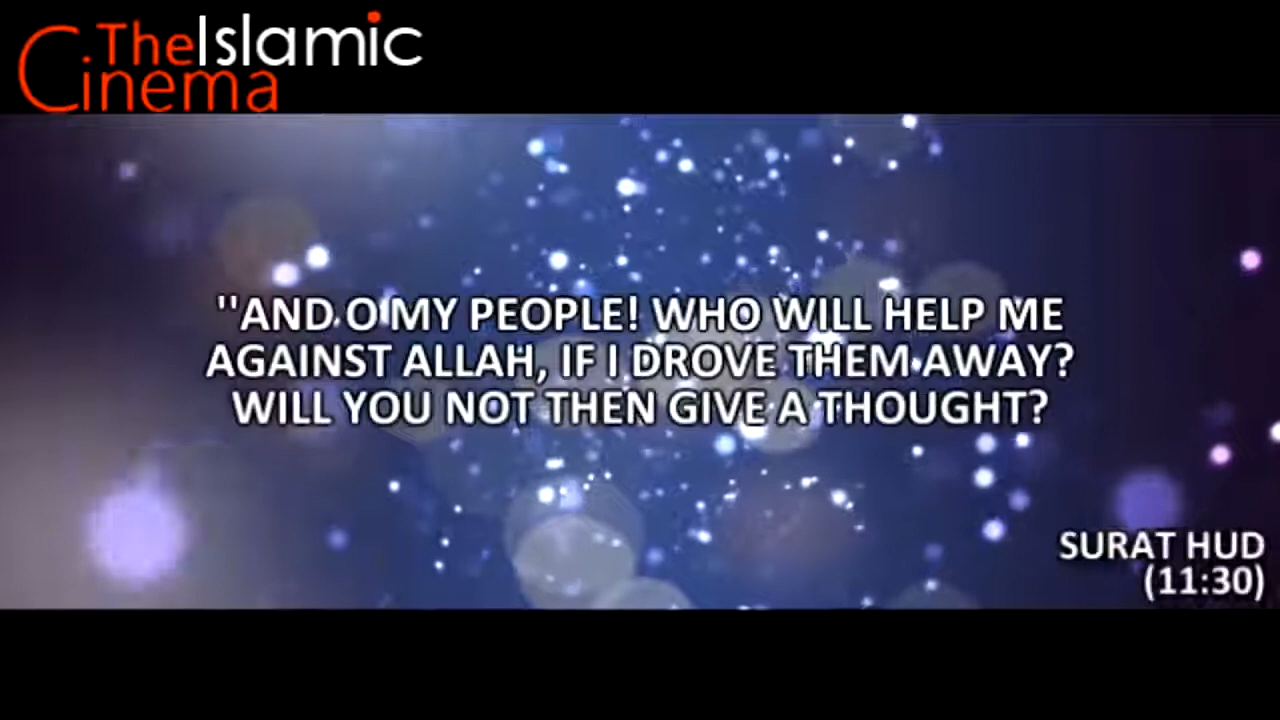 TheIslamic
Cinema
"AND O MY PEOPLE! WHO WILL HELP ME
AGAINST ALLAH, IF I DROVE THEM AWAY?
WILL YOU NOT THEN GIVE A THOUGHT?
SURAT HUD
(11:30)